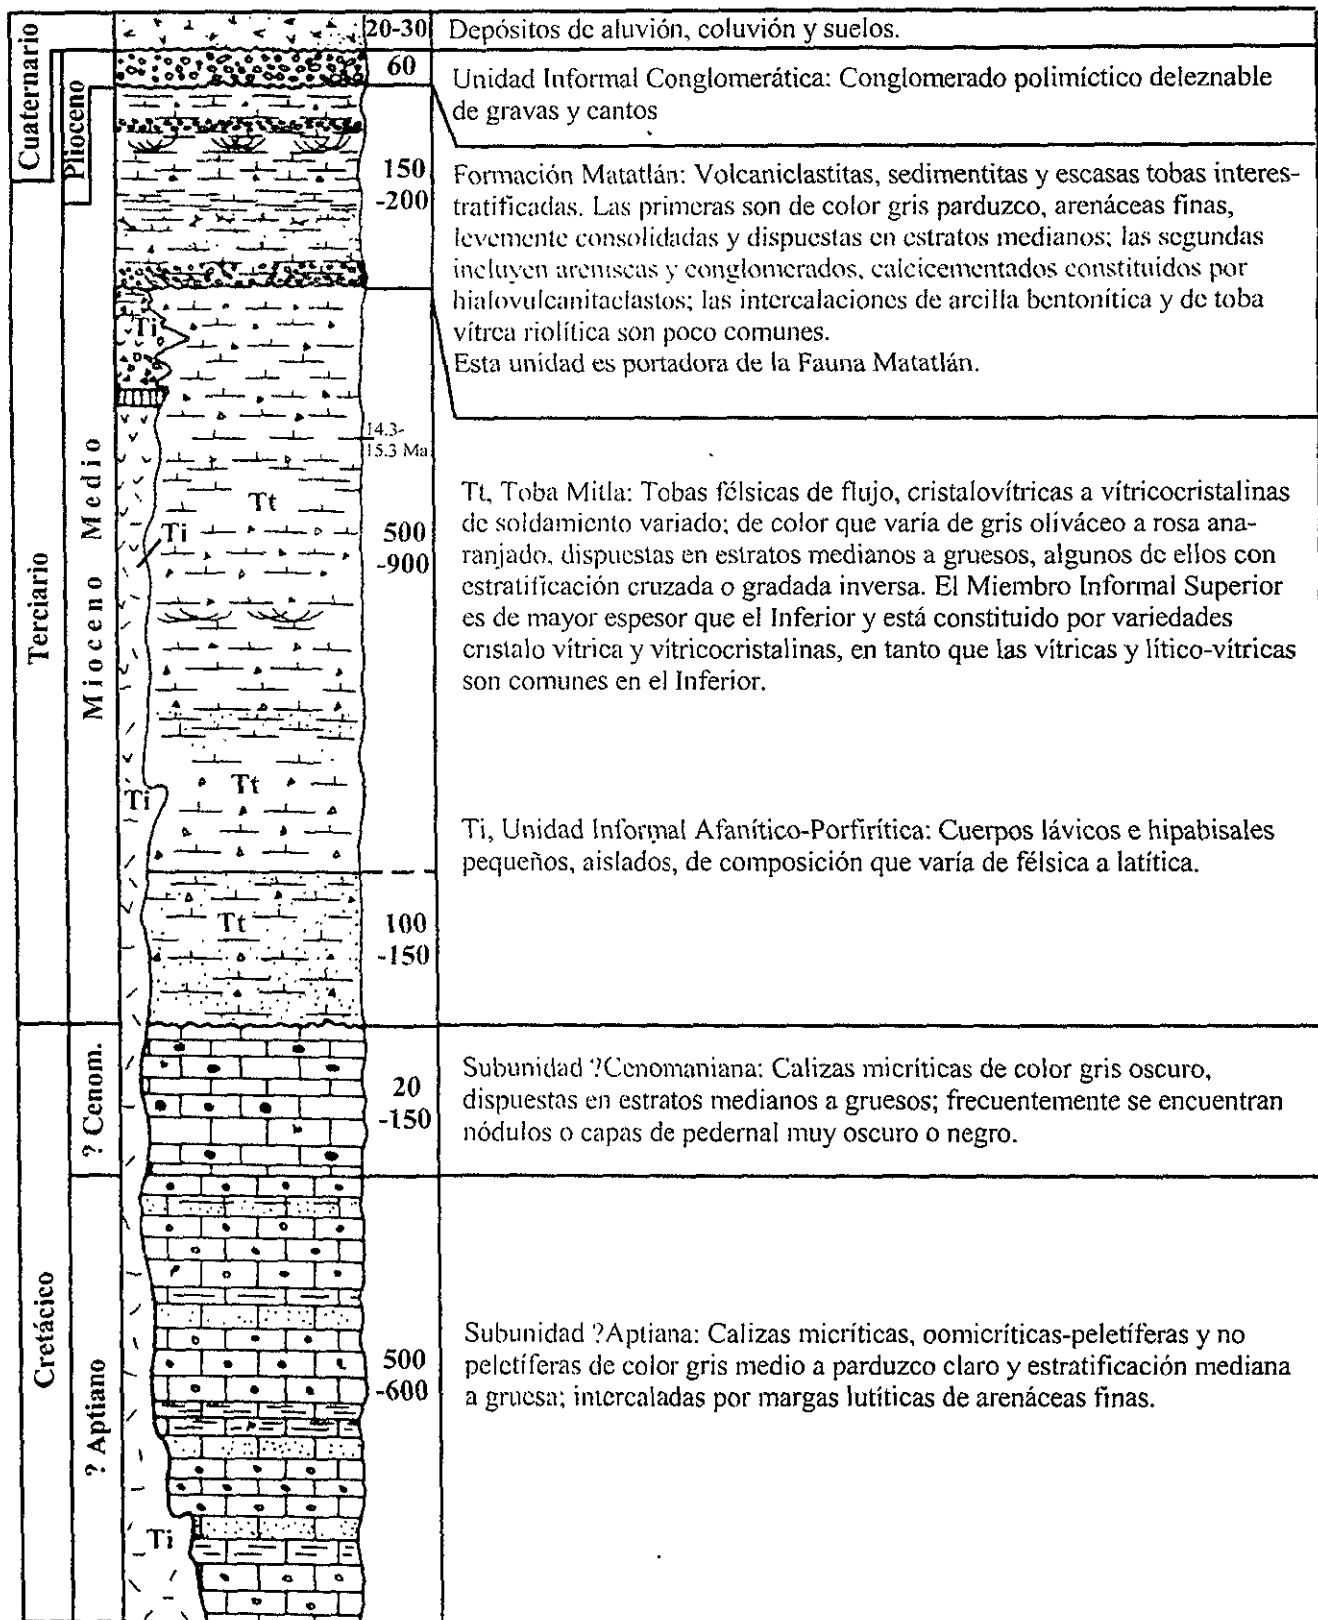 Cuaternario
Plioceno
Terciario
Mioceno Medio
Cretácico
? Cenom.
? Aptiano
20-30
60
150
-200
14.3-
15.3 Ma
500
-900
100
-150
20
-150
500
-600
Ti
Tt
Ti
Tt
Ti
Tt
Ti
Depósitos de aluvión, coluvión y suelos.
Unidad Informal Conglomerática: Conglomerado polimíctico deleznable
de gravas y cantos
Formación Matatlán: Volcaniclastitas, sedimentitas y escasas tobas interes-
tratificadas. Las primeras son de color gris parduzco, arenáceas finas,
levemente consolidadas y dispuestas en estratos medianos; las segundas
incluyen areniscas y conglomerados, calcicementados constituidos por
hialovulcanitaclastos; las intercalaciones de arcilla bentonítica y de toba
vítrea riolítica son poco comunes.
Esta unidad es portadora de la Fauna Matatlán.
Tt, Toba Mitla: Tobas félsicas de flujo, cristalovítricas a vítricocristalinas
de soldamiento variado; de color que varía de gris oliváceo a rosa ana-
ranjado, dispuestas en estratos medianos a gruesos, algunos de ellos con
estratificación cruzada o gradada inversa. El Miembro Informal Superior
es de mayor espesor que el Inferior y está constituido por variedades
cristalo vítrica y vítricocristalinas, en tanto que las vítricas y lítico-vítricas
son comunes en el Inferior.
Ti, Unidad Informal Afanítico-Porfirítica: Cuerpos lávicos e hipabisales
pequeños, aislados, de composición que varía de félsica a latítica.
Subunidad ?Cenomaniana: Calizas micríticas de color gris oscuro,
dispuestas en estratos medianos a gruesos; frecuentemente se encuentran
nódulos o capas de pedernal muy oscuro o negro.
Subunidad ?Aptiana: Calizas micríticas, oomicríticas-peletíferas y no
peletíferas de color gris medio a parduzco claro y estratificación mediana
a gruesa; intercaladas por margas lutíticas de arenáceas finas.